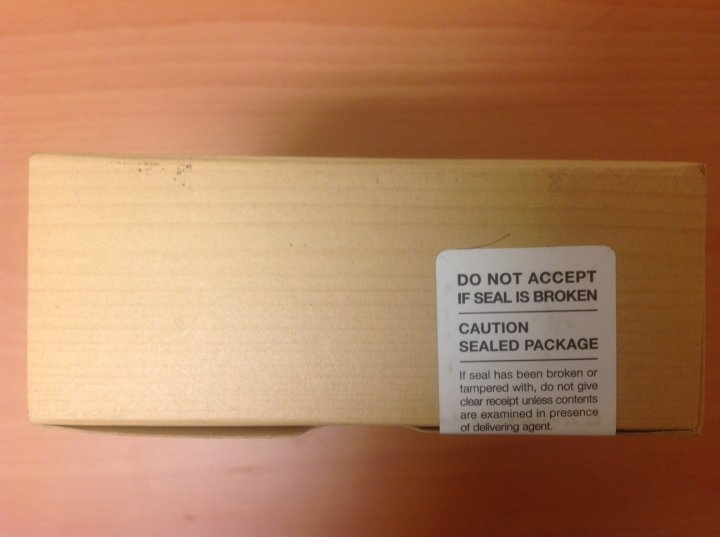 DO NOT ACCEPT
IF SEAL IS BROKEN
CAUTION
SEALED PACKAGE
If seal has been broken or
tampered with, do not give
clear receipt unless contents
are examined in presence
of delivering agent.